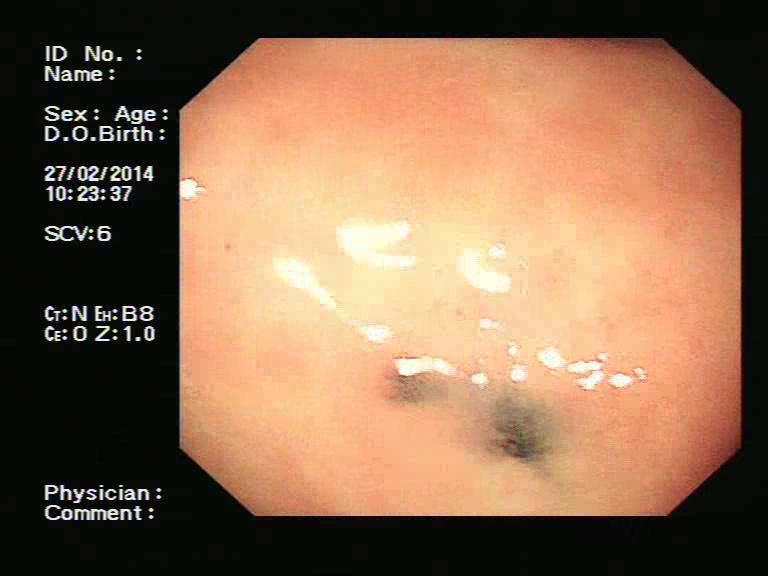 ID No. :
Name:
Sex: Age:
D.O.Birth:
27/02/2014
10:23:37
SCV:6
CT:N EH:B8
CE:0 Z:1.0
Physician:
Comment: